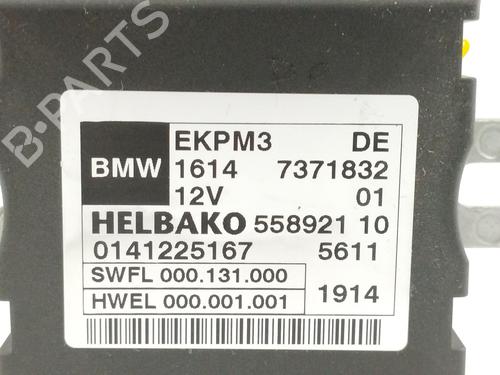 B-PARTS
EKPM3 DE
BMW 1614 7371832
12V 01
HELBAKO 558921 10
0141225167 5611
SWFL 000.131.000
HWEL 000.001.001 1914